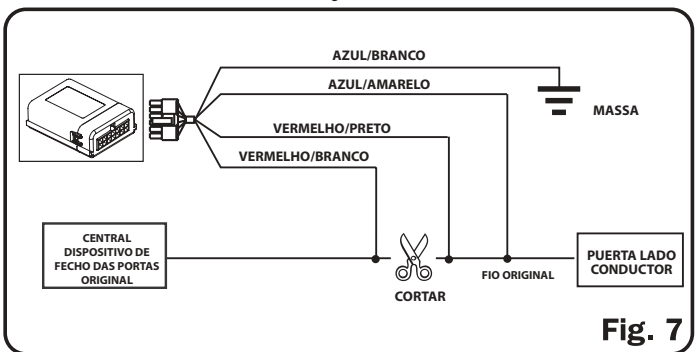 AZUL/BRANCO
AZUL/AMARELO
MASSA
VERMELHO/PRETO
VERMELHO/BRANCO
CENTRAL
DISPOSITIVO DE
FECHO DAS PORTAS
ORIGINAL
CORTAR
FIO ORIGINAL
PUERTA LADO
CONDUCTOR
Fig. 7